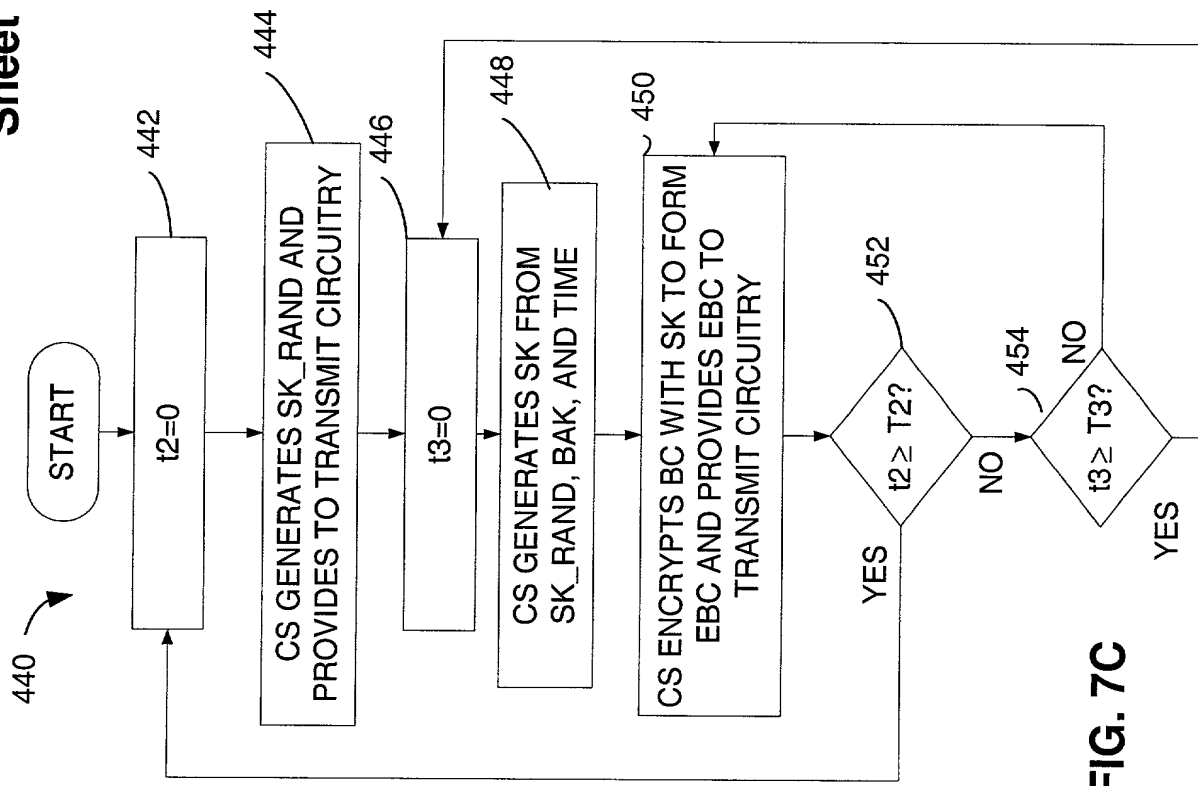 Sheet
440
START
t2=0
442
CS GENERATES SK_RAND AND
PROVIDES TO TRANSMIT CIRCUITRY
444
t3=0
446
CS GENERATES SK FROM
SK_RAND, BAK, AND TIME
448
CS ENCRYPTS BC WITH SK TO FORM
EBC AND PROVIDES EBC TO
TRANSMIT CIRCUITRY
450
t2≥ T2?
452
YES
NO
t3≥ T3?
454
NO
YES
FIG. 7C